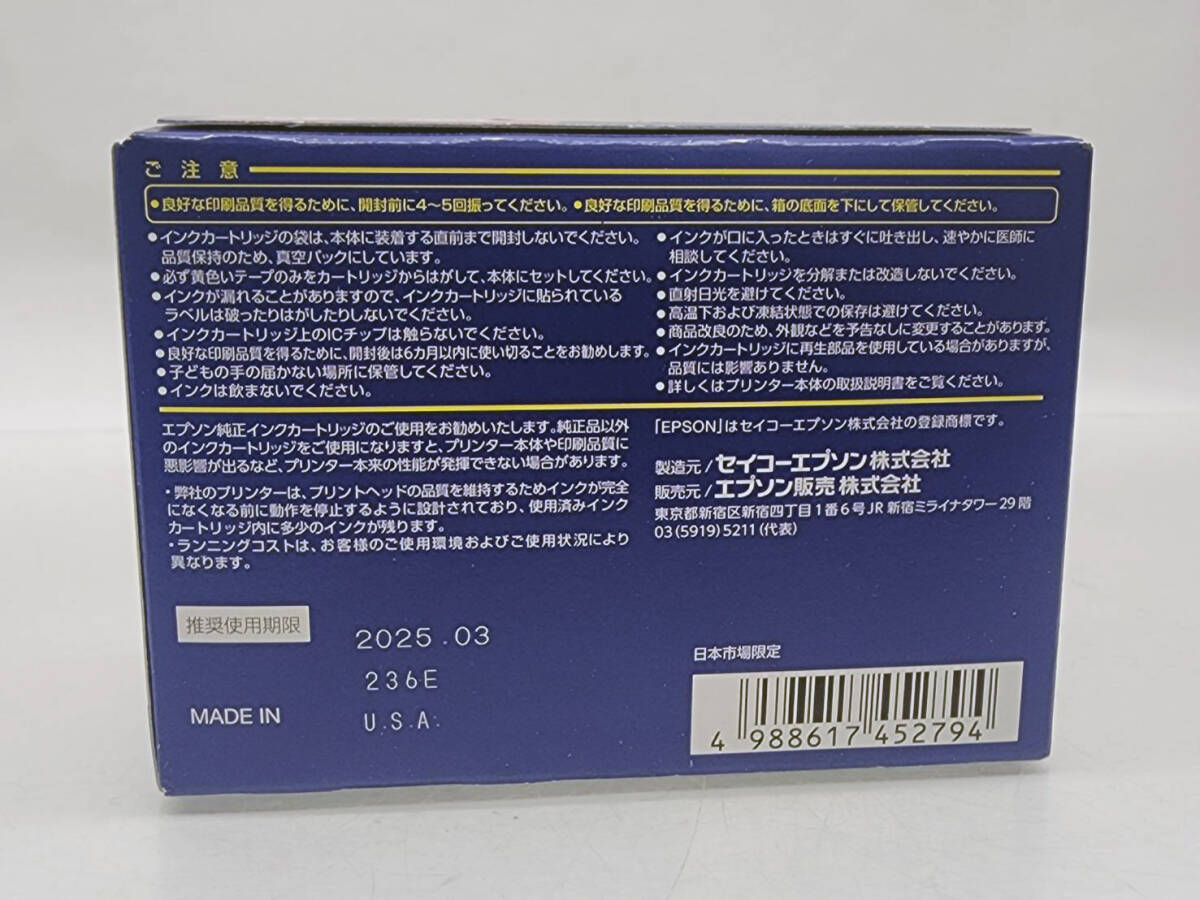 ご注意
●良好な印刷品質を得るために、開封前に4〜5回振ってください。●良好な印刷品質を得るために、箱の底面を下にして保管してください。
●インクカートリッジの袋は、本体に装着する直前まで開封しないでください。
品質保持のため、真空パックにしています。
●必ず黄色いテープのみをカートリッジからはがして、本体にセットしてください。
●インクが漏れることがありますので、インクカートリッジに貼られている
ラベルは破ったりはがしたりしないでください。
●インクカートリッジ上のICチップは触らないでください。
●良好な印刷品質を得るために、開封後は6カ月以内に使い切ることをお勧めします。
●子どもの手の届かない場所に保管してください。
●インクは飲まないでください。
●インクが口に入ったときはすぐに吐き出し、速やかに医師に
相談してください。
●インクカートリッジを分解または改造しないでください。
●直射日光を避けてください。
●高温下および凍結状態での保存は避けてください。
●商品改良のため、外観などを予告なしに変更することがあります。
●インクカートリッジに再生部品を使用している場合がありますが、
品質には影響ありません。
●詳しくはプリンター本体の取扱説明書をご覧ください。
エプソン純正インクカートリッジのご使用をお勧めいたします。純正品以外
のインクカートリッジをご使用になりますと、プリンター本体や印刷品質に
悪影響が出るなど、プリンター本来の性能が発揮できない場合があります。
・弊社のプリンターは、プリントヘッドの品質を維持するためインクが完全
になくなる前に動作を停止するように設計されており、使用済みインク
カートリッジ内に多少のインクが残ります。
・ランニングコストは、お客様のご使用環境およびご使用状況により
異なります。
「EPSON」はセイコーエプソン株式会社の登録商標です。
製造元/セイコーエプソン株式会社
販売元/エプソン販売株式会社
東京都新宿区新宿四丁目1番6号JR新宿ミライナタワー29階
03(5919)5211(代表)
推奨使用期限
2025.03
236E
MADE IN
U.S.A.
日本市場限定
4 988617 452794